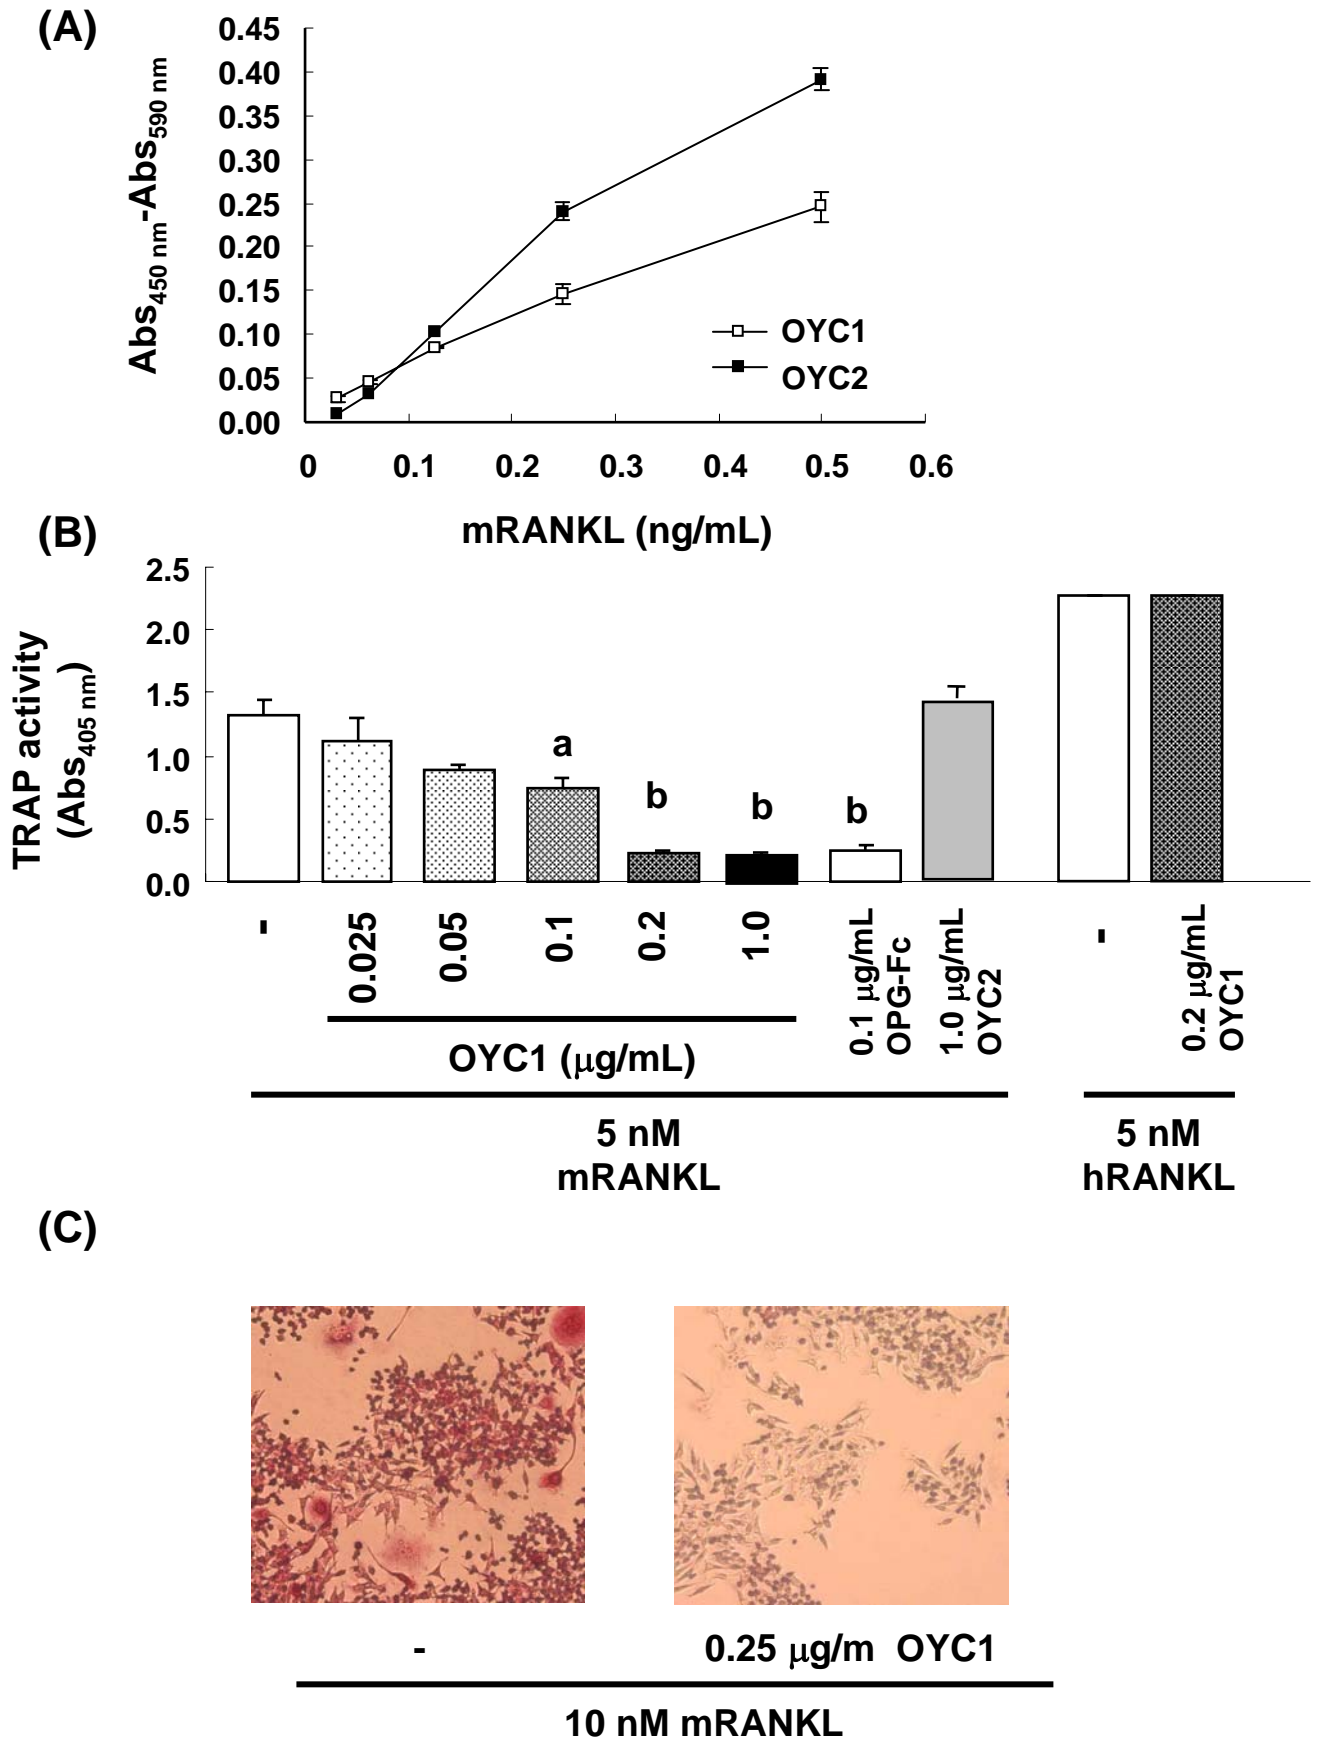 (A)
0.45
0.40
0.35
0.30
0.25
0.20
0.15
0.10
0.05
0.00
Abs450 nm-Abs590 nm
OYC1
OYC2
0 0.1 0.2 0.3 0.4 0.5 0.6
mRANKL (ng/mL)
(B)
2.5
2.0
1.5
1.0
0.5
0.0
TRAP activity
(Abs405 nm)
a
b
b
b
-
0.025
0.05
0.1
0.2
1.0
0.1 μg/mL
OPG-Fc
1.0 μg/mL
OYC2
-
0.2 μg/mL
OYC1
OYC1 (μg/mL)
5 nM
mRANKL
5 nM
hRANKL
(C)
- 0.25 μg/m OYC1
10 nM mRANKL